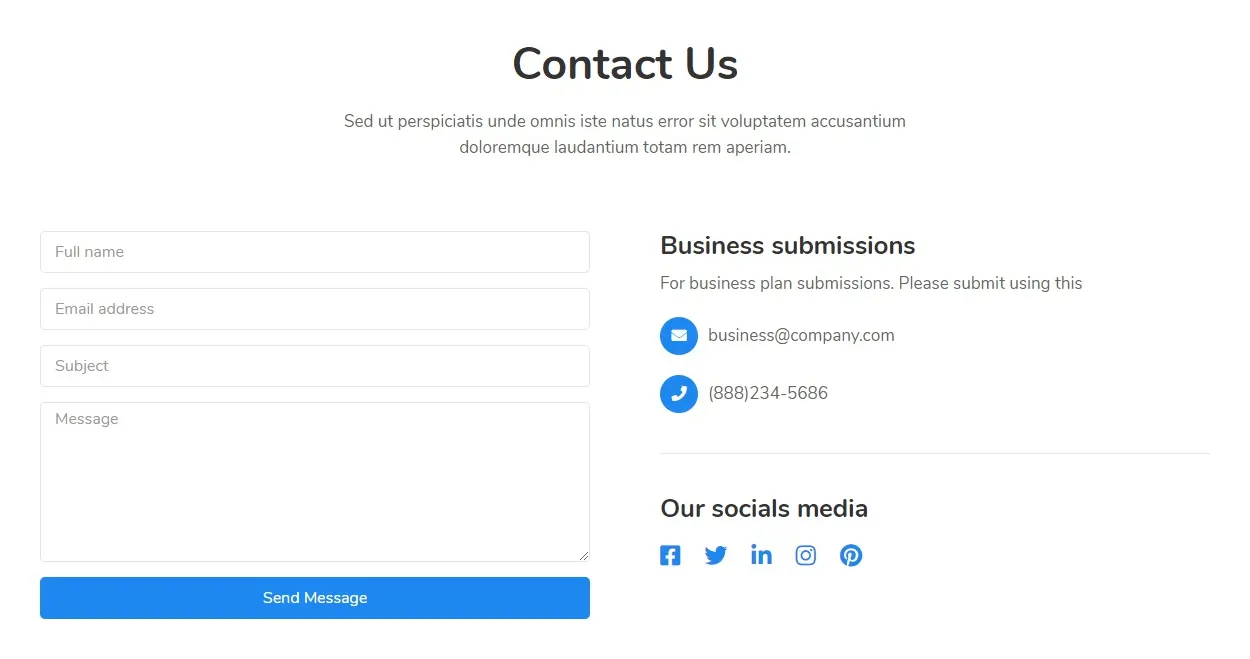 Contact Us
Sed ut perspiciatis unde omnis iste natus error sit voluptatem accusantium
doloremque laudantium totam rem aperiam.
Full name
Email address
Subject
Message
Send Message
Business submissions
For business plan submissions. Please submit using this
business@company.com
(888)234-5686
Our socials media